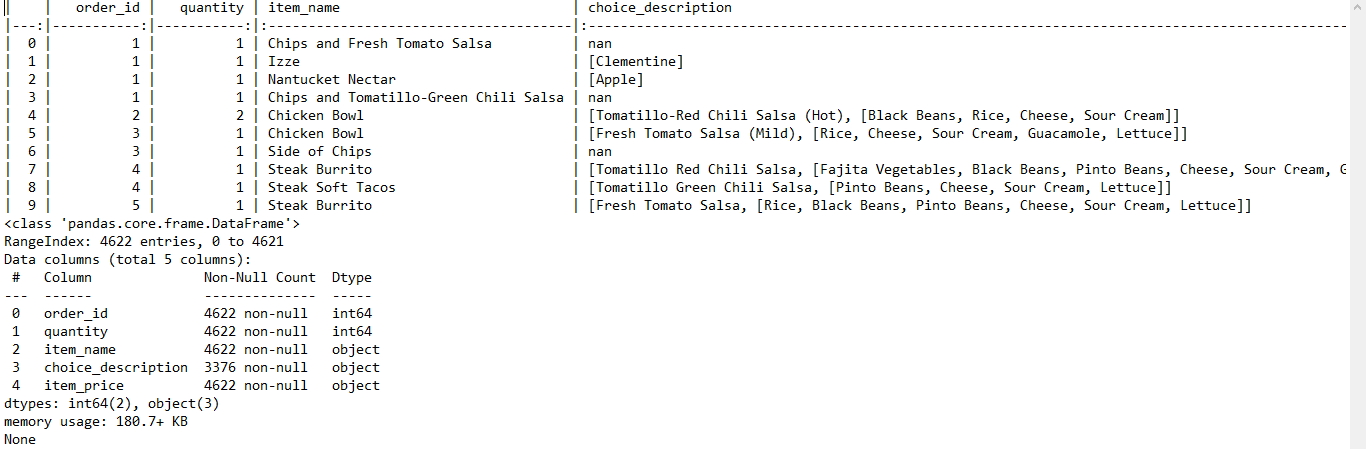 |    |   order_id |   quantity | item_name                             | choice_description
|---:|-----------:|-----------:|:--------------------------------------|:-----------------------------------------------------------------------------------------------
|  0 |          1 |          1 | Chips and Fresh Tomato Salsa          | nan
|  1 |          1 |          1 | Izze                                  | [Clementine]
|  2 |          1 |          1 | Nantucket Nectar                      | [Apple]
|  3 |          1 |          1 | Chips and Tomatillo-Green Chili Salsa | nan
|  4 |          2 |          2 | Chicken Bowl                          | [Tomatillo-Red Chili Salsa (Hot), [Black Beans, Rice, Cheese, Sour Cream]]
|  5 |          3 |          1 | Chicken Bowl                          | [Fresh Tomato Salsa (Mild), [Rice, Cheese, Sour Cream, Guacamole, Lettuce]]
|  6 |          3 |          1 | Side of Chips                         | nan
|  7 |          4 |          1 | Steak Burrito                         | [Tomatillo Red Chili Salsa, [Fajita Vegetables, Black Beans, Pinto Beans, Cheese, Sour Cream, G
|  8 |          4 |          1 | Steak Soft Tacos                      | [Tomatillo Green Chili Salsa, [Pinto Beans, Cheese, Sour Cream, Lettuce]]
|  9 |          5 |          1 | Steak Burrito                         | [Fresh Tomato Salsa, [Rice, Black Beans, Pinto Beans, Cheese, Sour Cream, Lettuce]]
<class 'pandas.core.frame.DataFrame'>
RangeIndex: 4622 entries, 0 to 4621
Data columns (total 5 columns):
 #   Column              Non-Null Count  Dtype
---  ------              --------------  -----
 0   order_id            4622 non-null   int64
 1   quantity            4622 non-null   int64
 2   item_name           4622 non-null   object
 3   choice_description  3376 non-null   object
 4   item_price          4622 non-null   object
dtypes: int64(2), object(3)
memory usage: 180.7+ KB
None